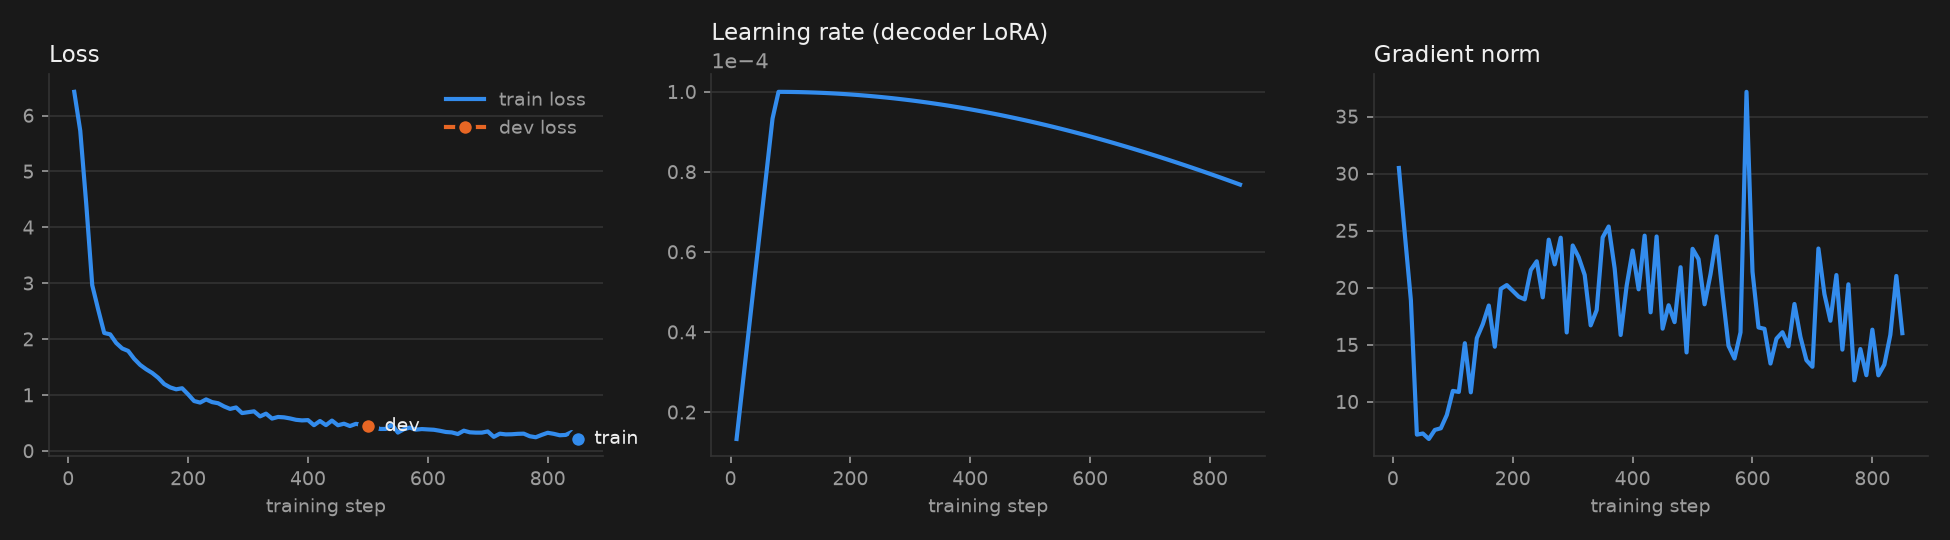 Loss
6
5
4
3
2
1
0
train loss
dev loss
dev
train
0 200 400 600 800
training step
Learning rate (decoder LoRA)
1e−4
1.0
0.8
0.6
0.4
0.2
0 200 400 600 800
training step
Gradient norm
35
30
25
20
15
10
0 200 400 600 800
training step